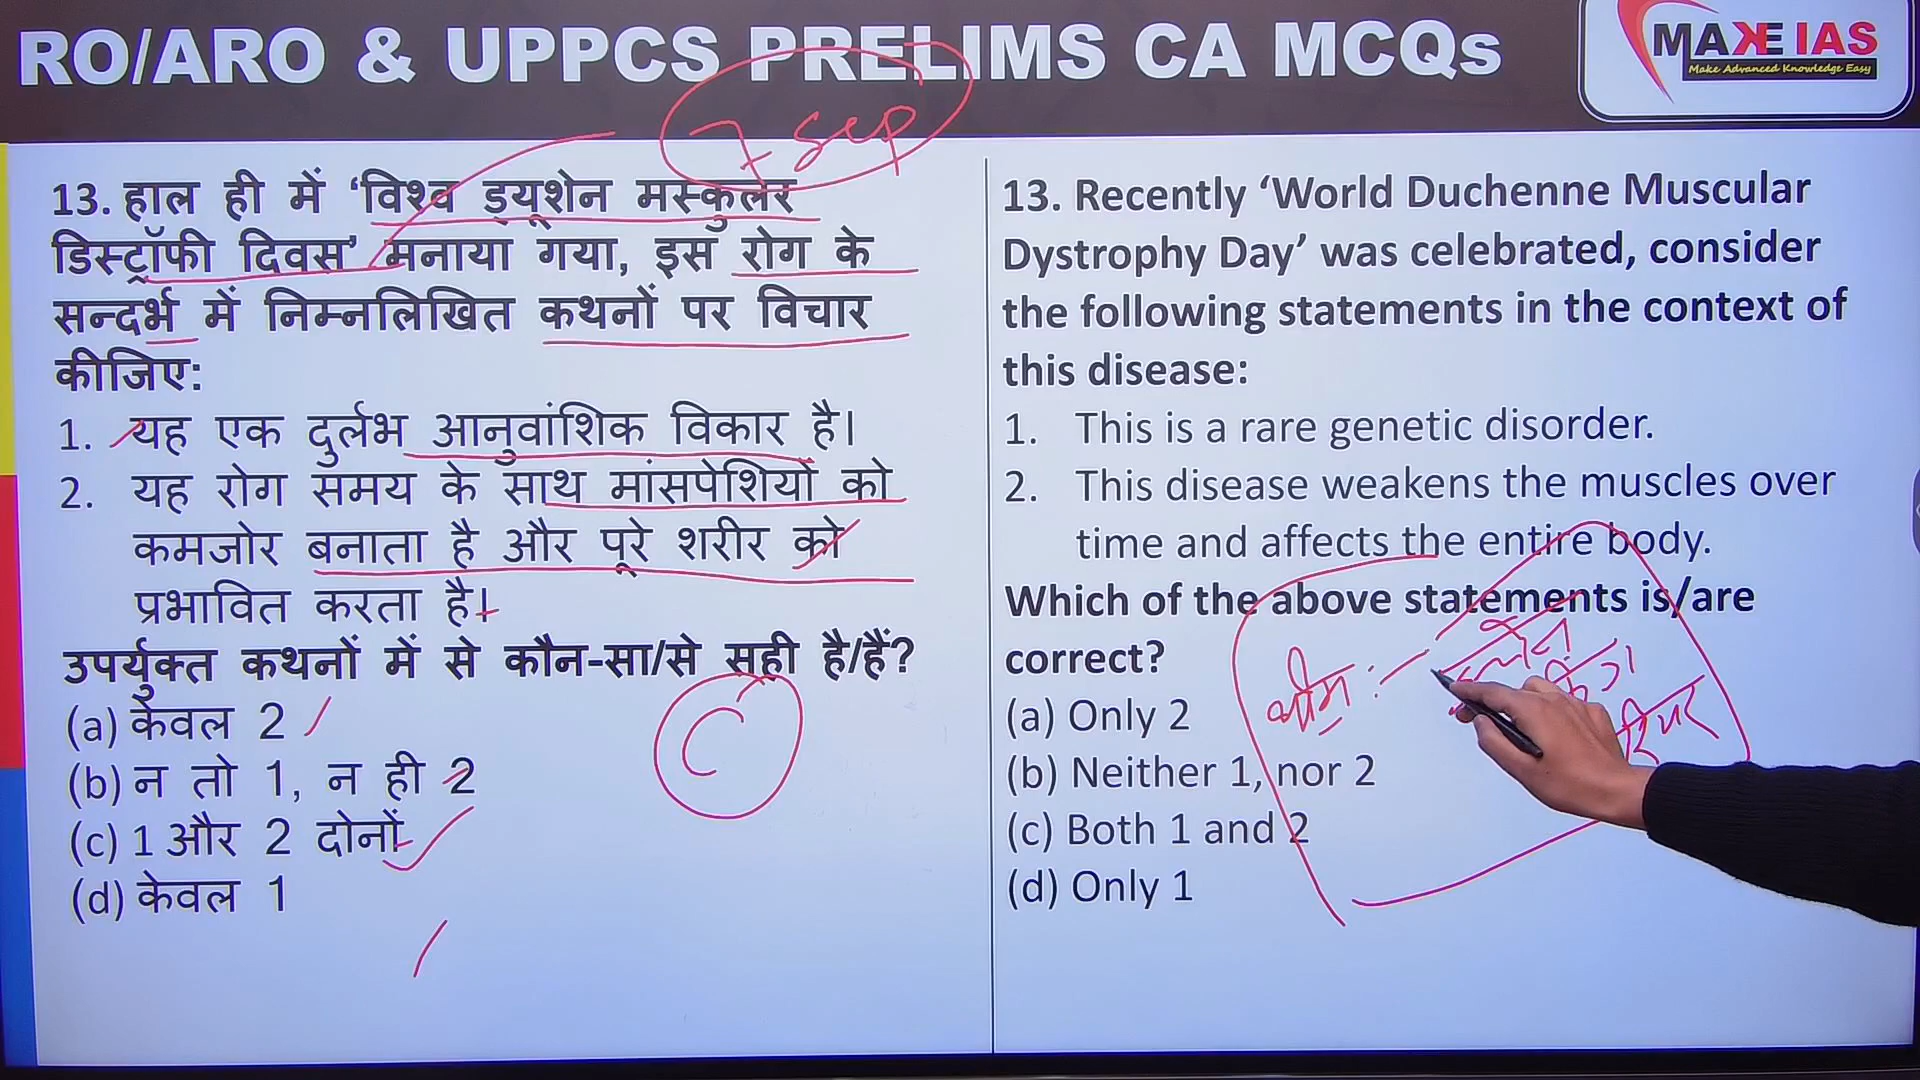 RO/ARO & UPPCS PRELIMS CA MCQs
MAKE IAS
Make Advanced Knowledge Easy
7 sep
13. हाल ही में ‘विश्व ड्यूशेन मस्कुलर
डिस्ट्रॉफी दिवस’ मनाया गया, इस रोग के
सन्दर्भ में निम्नलिखित कथनों पर विचार
कीजिए:
1. यह एक दुर्लभ आनुवांशिक विकार है।
2. यह रोग समय के साथ मांसपेशियों को
कमजोर बनाता है और पूरे शरीर को
प्रभावित करता है।
उपर्युक्त कथनों में से कौन-सा/से सही है/हैं?
(a) केवल 2
(b) न तो 1, न ही 2
(c) 1 और 2 दोनों
(d) केवल 1
C
13. Recently ‘World Duchenne Muscular
Dystrophy Day’ was celebrated, consider
the following statements in the context of
this disease:
1. This is a rare genetic disorder.
2. This disease weakens the muscles over
time and affects the entire body.
Which of the above statements is/are
correct?
(a) Only 2
(b) Neither 1, nor 2
(c) Both 1 and 2
(d) Only 1
थीम :-